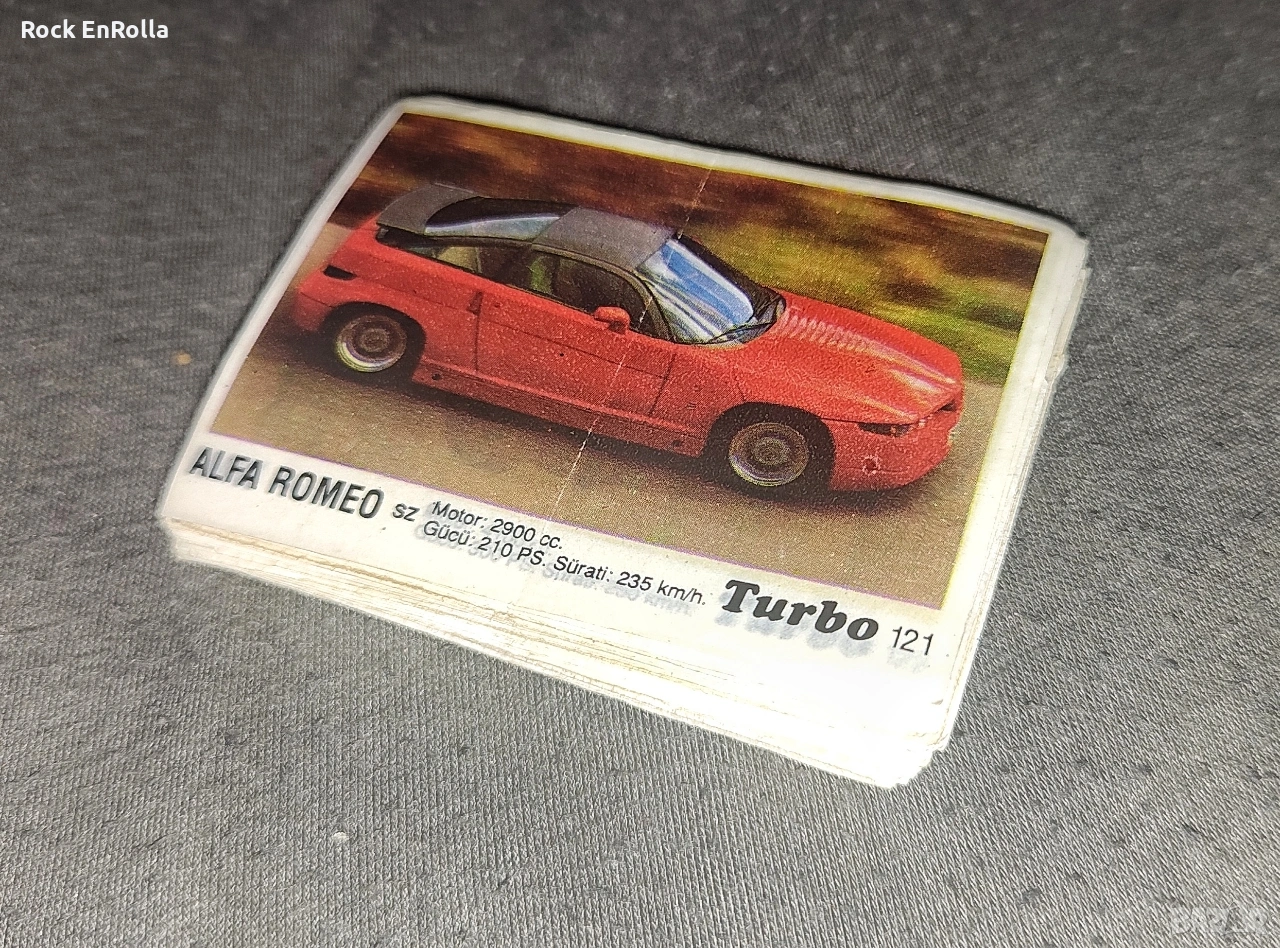 Rock EnRolla
ALFA ROMEO sz Motor: 2900 cc.
Gücü: 210 PS. Sürati: 235 km/h. Turbo 121